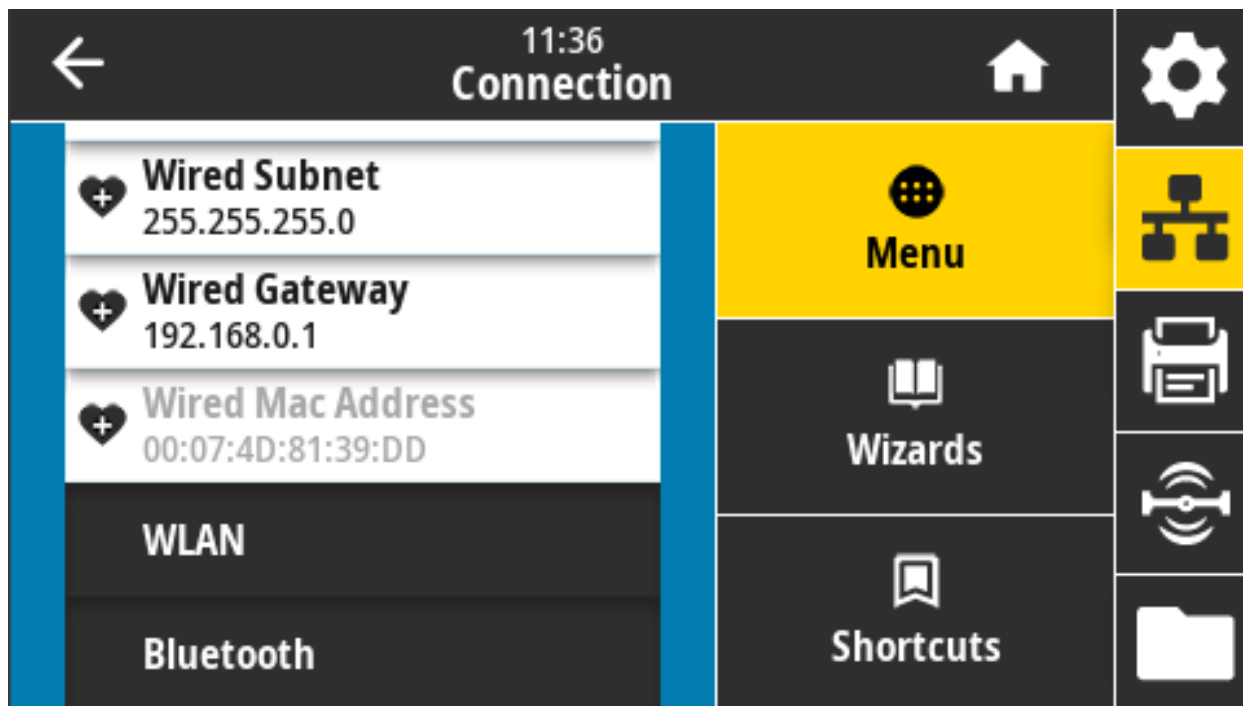 11:36
Connection
Wired Subnet
255.255.255.0
Wired Gateway
192.168.0.1
Wired Mac Address
00:07:4D:81:39:DD
WLAN
Bluetooth
Menu
Wizards
Shortcuts